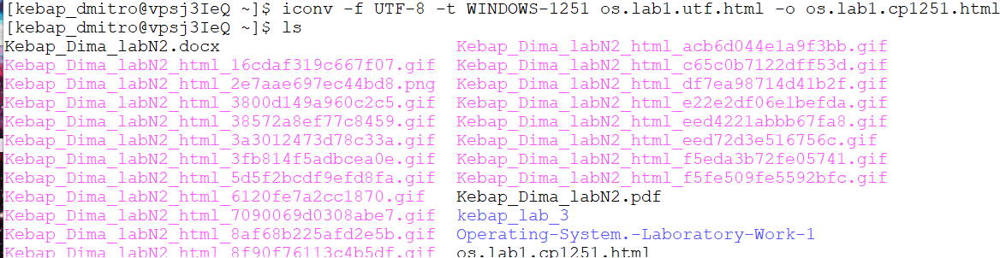 [kebap_dmitro@vpsj3IeQ ~]$ iconv -f UTF-8 -t WINDOWS-1251 os.lab1.utf.html -o os.lab1.cp1251.html
[kebap_dmitro@vpsj3IeQ ~]$ ls
Kebap_Dima_labN2.docx Kebap_Dima_labN2_html_acb6d044e1a9f3bb.gif
Kebap_Dima_labN2_html_16cdaf319c667f07.gif Kebap_Dima_labN2_html_c65c0b7122dff53d.gif
Kebap_Dima_labN2_html_2e7aae697ec44bd8.png Kebap_Dima_labN2_html_df7ea98714d41b2f.gif
Kebap_Dima_labN2_html_3800d149a960c2c5.gif Kebap_Dima_labN2_html_e22e2df06e1befda.gif
Kebap_Dima_labN2_html_38572a8ef77c8459.gif Kebap_Dima_labN2_html_eed4221abbb67fa8.gif
Kebap_Dima_labN2_html_3a3012473d78c33a.gif Kebap_Dima_labN2_html_eed72d3e516756c.gif
Kebap_Dima_labN2_html_3fb814f5adbcea0e.gif Kebap_Dima_labN2_html_f5eda3b72fe05741.gif
Kebap_Dima_labN2_html_5d5f2bcdf9efd8fa.gif Kebap_Dima_labN2_html_f5fe509fe5592bfc.gif
Kebap_Dima_labN2_html_6120fe7a2cc1870.gif Kebap_Dima_labN2.pdf
Kebap_Dima_labN2_html_7090069d0308abe7.gif kebap_lab_3
Kebap_Dima_labN2_html_8af68b225afd2e5b.gif Operating-System.-Laboratory-Work-1
Kebap_Dima_labN2_html_8f90f76113c4b5df.gif os.lab1.cp1251.html